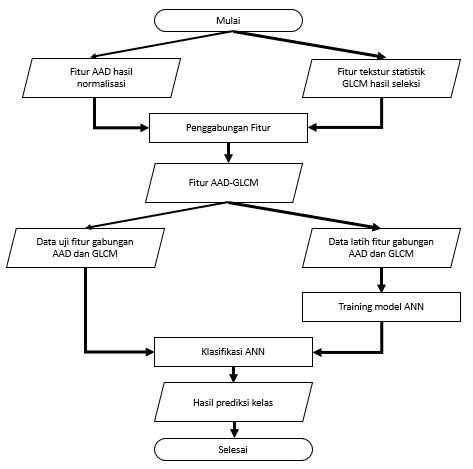 Mulai
Fitur AAD hasil
normalisasi
Fitur tekstur statistik
GLCM hasil seleksi
Penggabungan Fitur
Fitur AAD-GLCM
Data uji fitur gabungan
AAD dan GLCM
Data latih fitur gabungan
AAD dan GLCM
Training model ANN
Klasifikasi ANN
Hasil prediksi kelas
Selesai